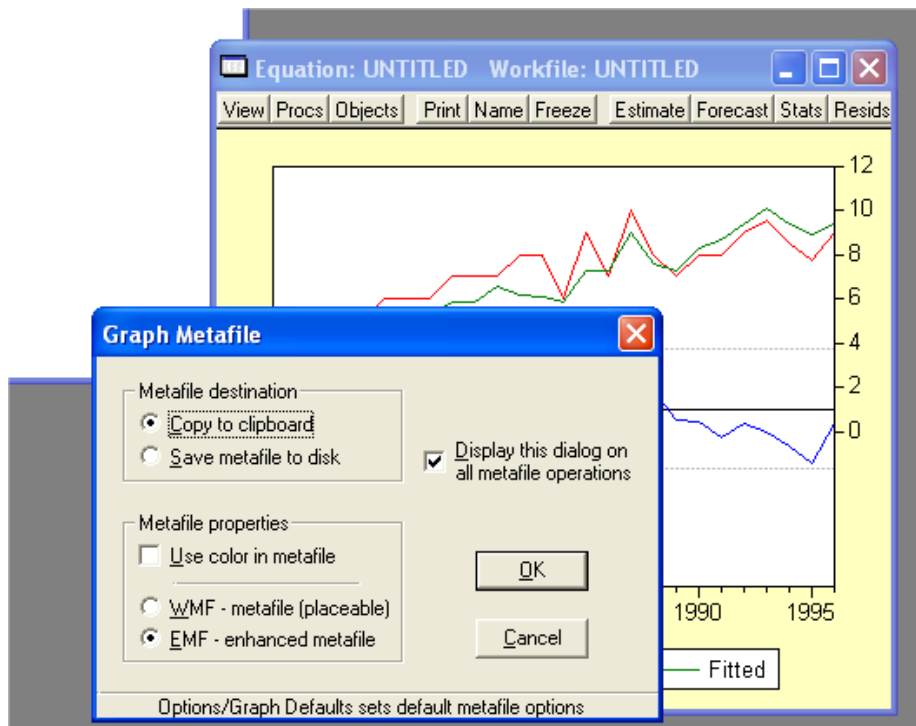 Equation: UNTITLED Workfile: UNTITLED
View Procs Objects Print Name Freeze Estimate Forecast Stats Resids
12
10
8
6
4
2
0
1990 1995
Fitted
Graph Metafile
Metafile destination
Copy to clipboard
Save metafile to disk
Display this dialog on
all metafile operations
Metafile properties
Use color in metafile
WMF - metafile (placeable)
EMF - enhanced metafile
OK
Cancel
Options/Graph Defaults sets default metafile options